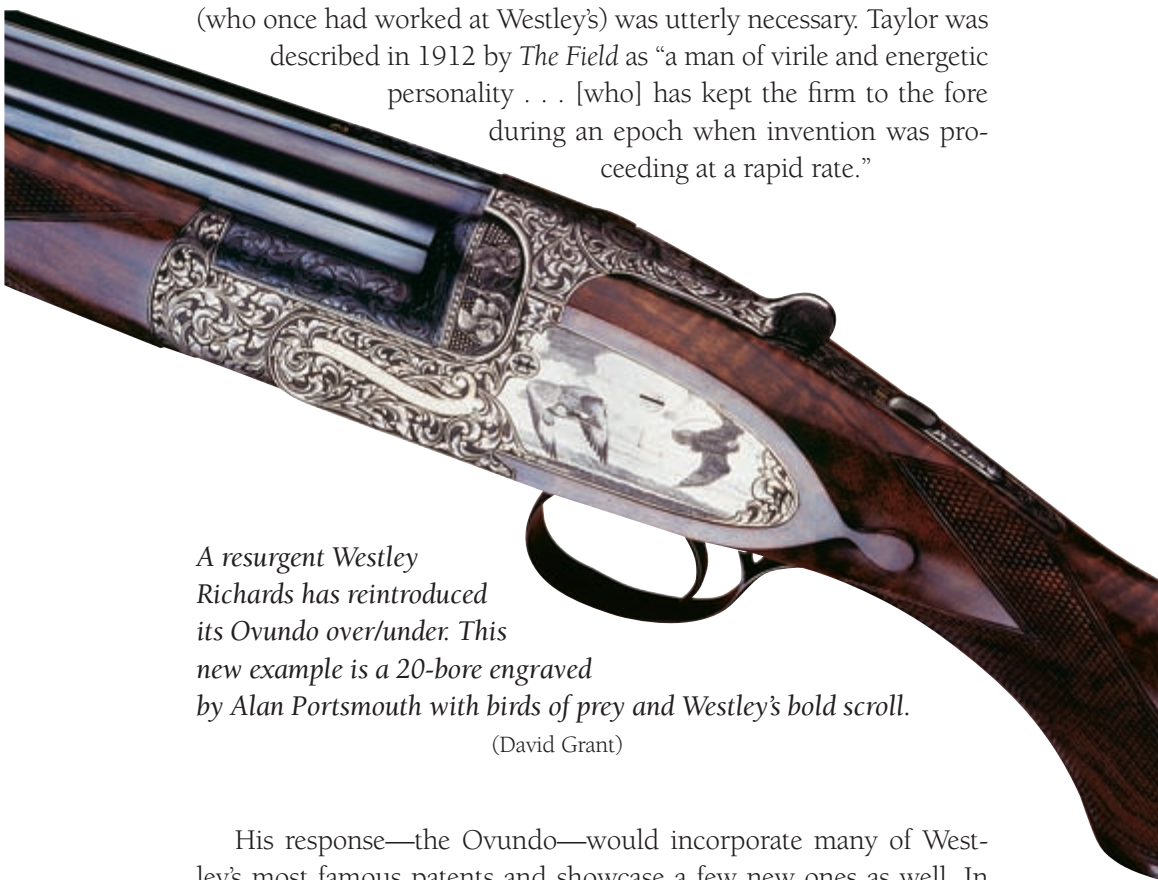 (who once had worked at Westley’s) was utterly necessary. Taylor was
described in 1912 by The Field as “a man of virile and energetic
personality . . . [who] has kept the firm to the fore
during an epoch when invention was pro-
ceeding at a rapid rate.”
A resurgent Westley
Richards has reintroduced
its Ovundo over/under. This
new example is a 20-bore engraved
by Alan Portsmouth with birds of prey and Westley’s bold scroll.
(David Grant)
His response—the Ovundo—would incorporate many of West-
ley’s most famous patents and showcase a few new ones as well. In